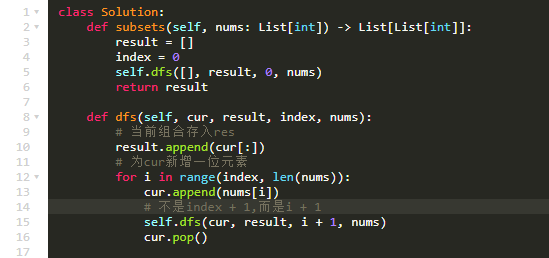 1 class Solution:
2     def subsets(self, nums: List[int]) -> List[List[int]]:
3         result = []
4         index = 0
5         self.dfs([], result, 0, nums)
6         return result
7
8     def dfs(self, cur, result, index, nums):
9         # 当前组合存入res
10         result.append(cur[:])
11         # 为cur新增一位元素
12         for i in range(index, len(nums)):
13             cur.append(nums[i])
14             # 不是index + 1,而是i + 1
15             self.dfs(cur, result, i + 1, nums)
16             cur.pop()
17